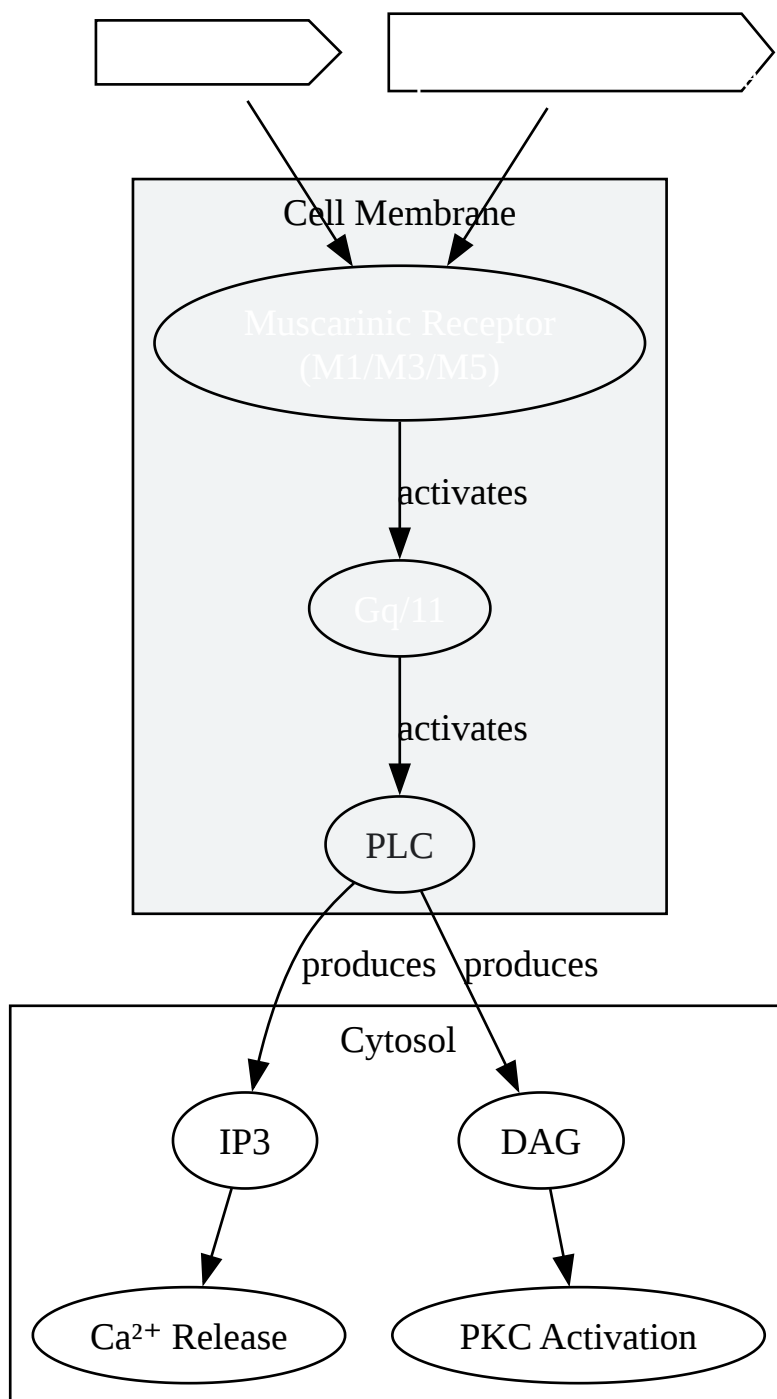 Cell Membrane
Muscarinic Receptor
(M1/M3/M5)
activates
Gq/11
activates
PLC
produces produces
Cytosol
IP3 DAG
Ca²⁺ Release PKC Activation